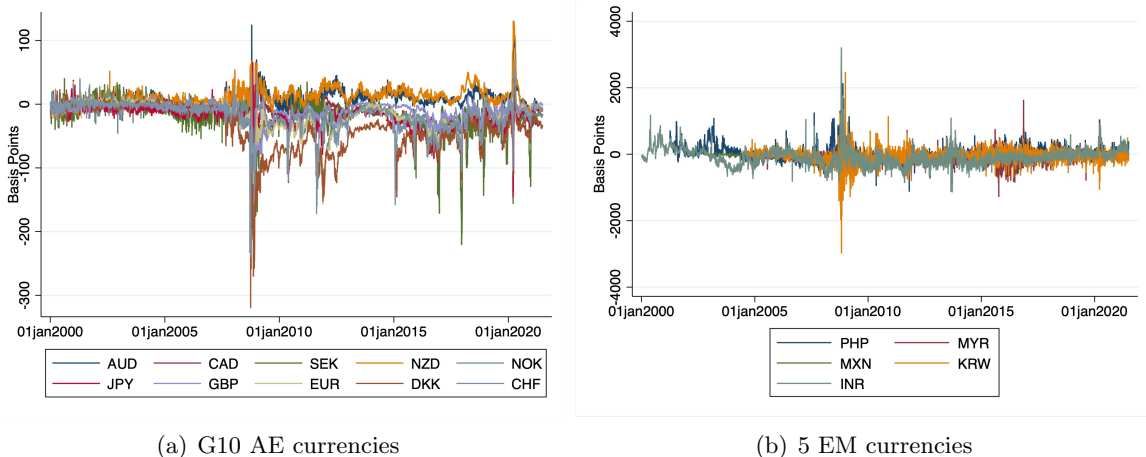 Basis Points
100
0
-100
-200
-300
01jan2000 01jan2005 01jan2010 01jan2015 01jan2020
AUD CAD SEK NZD NOK
JPY GBP EUR DKK CHF
(a) G10 AE currencies
Basis Points
4000
2000
0
-2000
-4000
01jan2000 01jan2005 01jan2010 01jan2015 01jan2020
PHP MYR
MXN KRW
INR
(b) 5 EM currencies